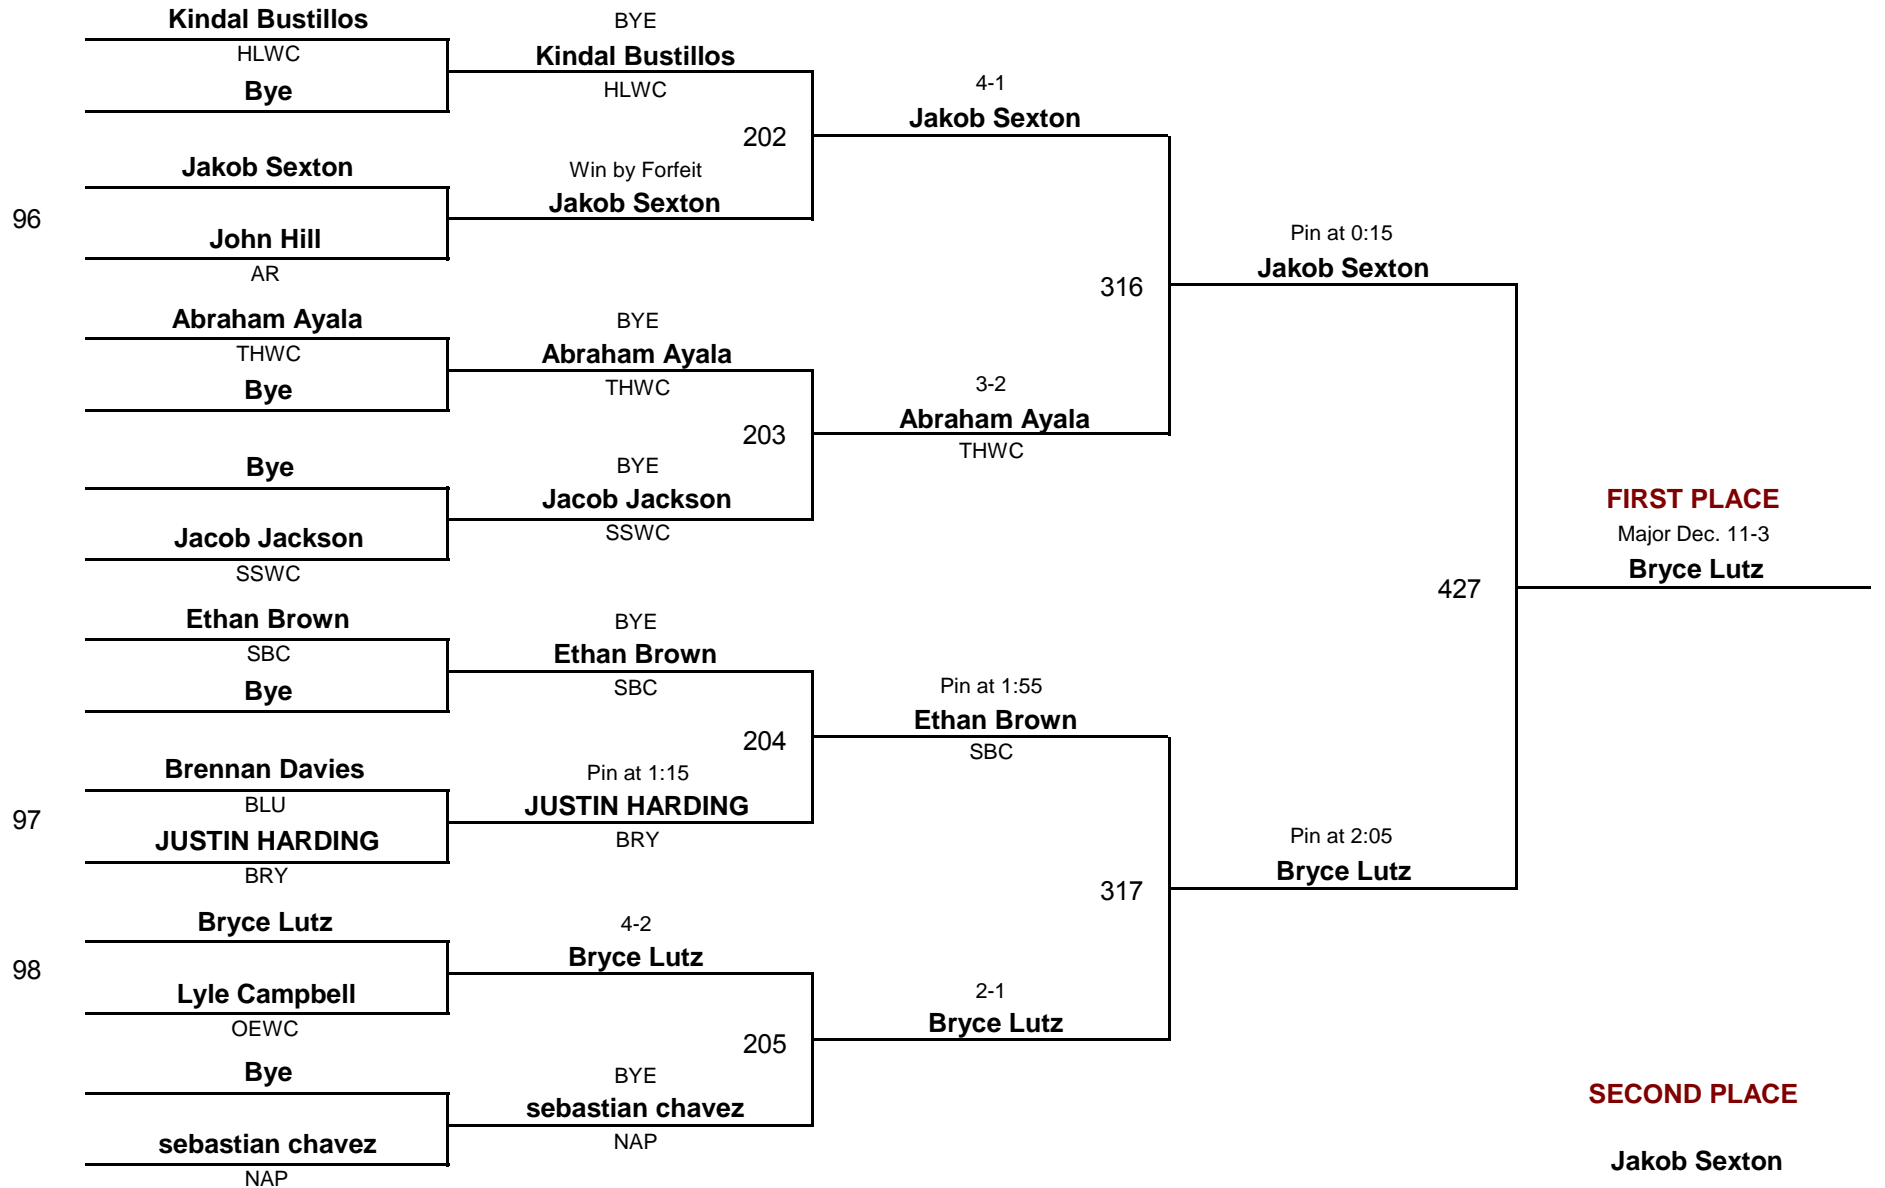 Kindal Bustillos
HLWC
Bye
BYE
Kindal Bustillos
HLWC
96
Jakob Sexton
John Hill
AR
Win by Forfeit
Jakob Sexton
202
4-1
Jakob Sexton
Abraham Ayala
THWC
Bye
BYE
Abraham Ayala
THWC
Bye
Jacob Jackson
SSWC
BYE
Jacob Jackson
SSWC
203
3-2
Abraham Ayala
THWC
316
Pin at 0:15
Jakob Sexton
Ethan Brown
SBC
Bye
BYE
Ethan Brown
SBC
97
Brennan Davies
BLU
JUSTIN HARDING
BRY
Pin at 1:15
JUSTIN HARDING
BRY
204
Pin at 1:55
Ethan Brown
SBC
98
Bryce Lutz
Lyle Campbell
OEWC
4-2
Bryce Lutz
Bye
sebastian chavez
NAP
BYE
sebastian chavez
NAP
205
2-1
Bryce Lutz
317
Pin at 2:05
Bryce Lutz
427
FIRST PLACE
Major Dec. 11-3
Bryce Lutz
SECOND PLACE
Jakob Sexton